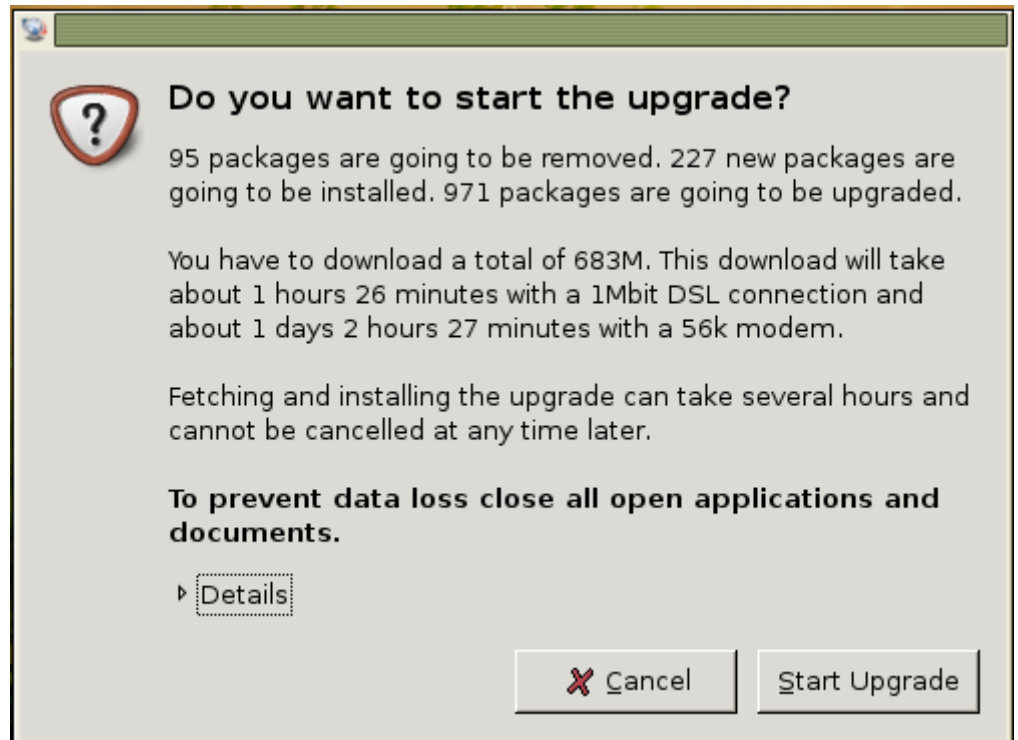 Do you want to start the upgrade?
95 packages are going to be removed. 227 new packages are
going to be installed. 971 packages are going to be upgraded.
You have to download a total of 683M. This download will take
about 1 hours 26 minutes with a 1Mbit DSL connection and
about 1 days 2 hours 27 minutes with a 56k modem.
Fetching and installing the upgrade can take several hours and
cannot be cancelled at any time later.
To prevent data loss close all open applications and
documents.
Details
Cancel
Start Upgrade